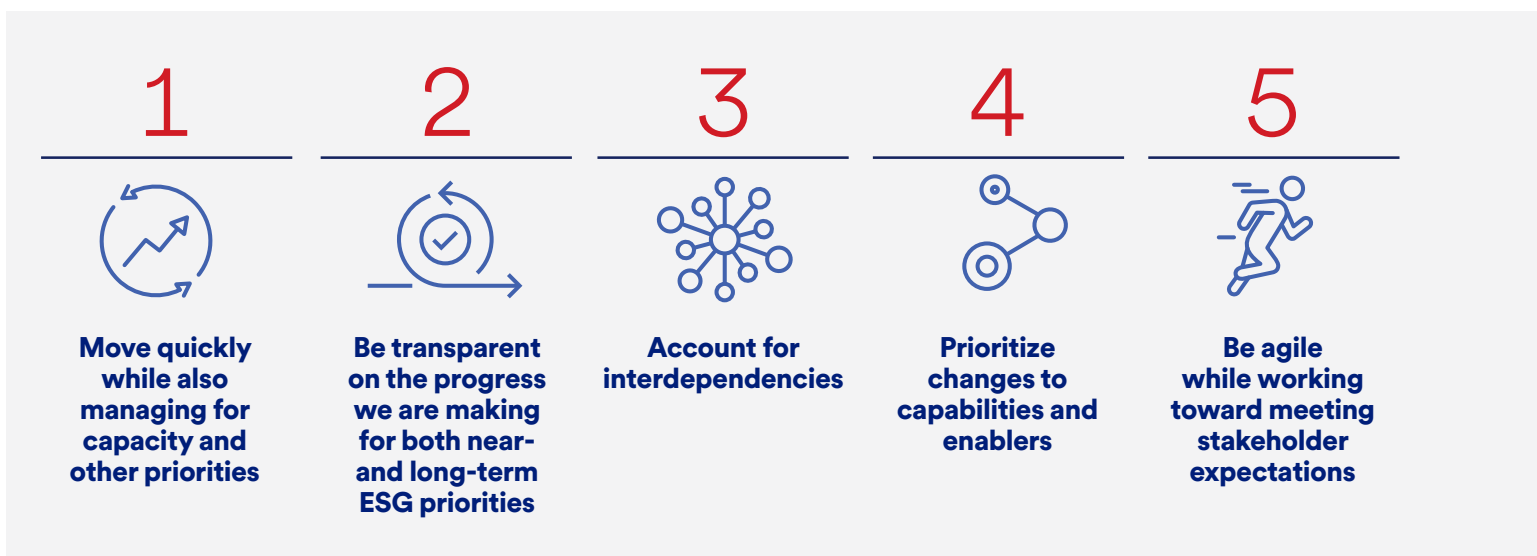 1
Move quickly
while also
managing for
capacity and
other priorities
2
Be transparent
on the progress
we are making
for both near-
and long-term
ESG priorities
3
Account for
interdependencies
4
Prioritize
changes to
capabilities and
enablers
5
Be agile
while working
toward meeting
stakeholder
expectations